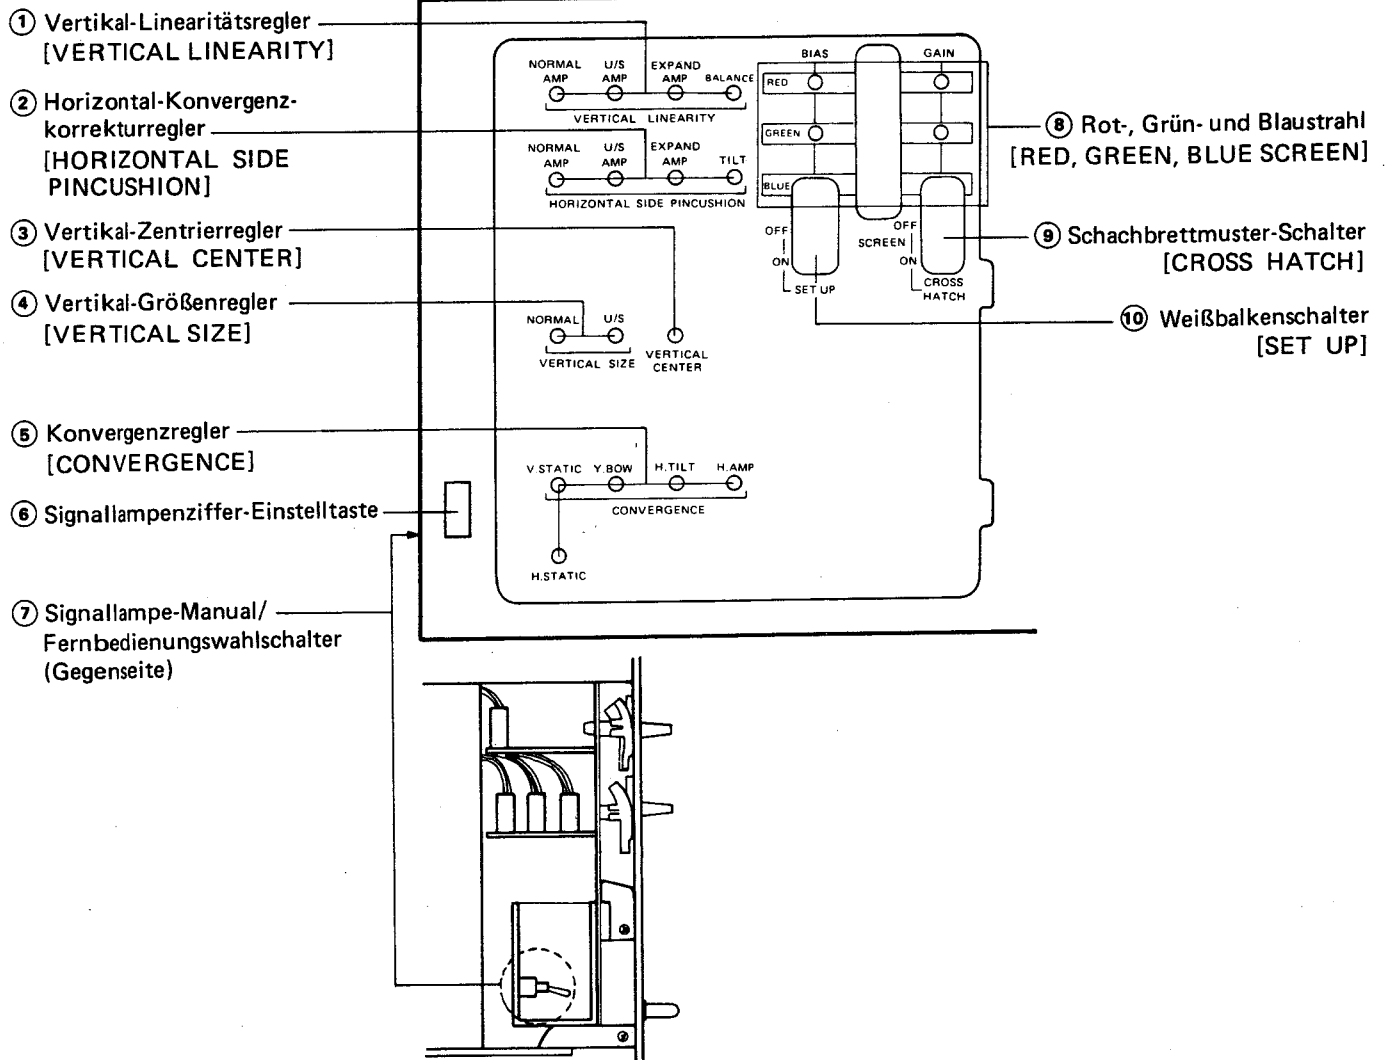 ① Vertikal-Linearitätsregler
[VERTICAL LINEARITY]
② Horizontal-Konvergenz-
korrekturregler
[HORIZONTAL SIDE
PINCUSHION]
③ Vertikal-Zentrierregler
[VERTICAL CENTER]
④ Vertikal-Größenregler
[VERTICAL SIZE]
⑤ Konvergenzregler
[CONVERGENCE]
⑥ Signallampenziffer-Einstelltaste
⑦ Signallampe-Manual/
Fernbedienungswahlschalter
(Gegenseite)
NORMAL U/S EXPAND
AMP AMP AMP BALANCE
VERTICAL LINEARITY
NORMAL U/S EXPAND
AMP AMP AMP TILT
HORIZONTAL SIDE PINCUSHION
NORMAL U/S
VERTICAL SIZE
VERTICAL
CENTER
V.STATIC Y.BOW H.TILT H.AMP
CONVERGENCE
H.STATIC
BIAS GAIN
RED
GREEN
BLUE
OFF SCREEN OFF
ON ON
SET UP
CROSS
HATCH
⑧ Rot-, Grün- und Blaustrahl
[RED, GREEN, BLUE SCREEN]
⑨ Schachbrettmuster-Schalter
[CROSS HATCH]
⑩ Weißbalkenschalter
[SET UP]